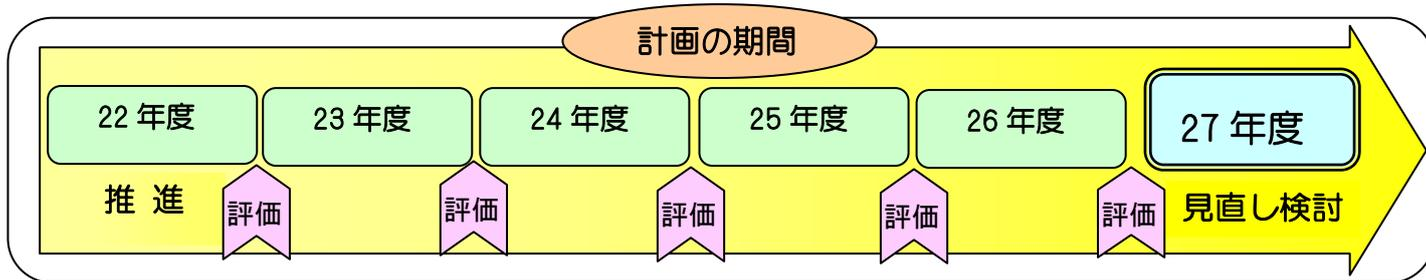 計画の期間
22 年度
23 年度
24 年度
25 年度
26 年度
27 年度
推 進
評価
評価
評価
評価
評価
見直し検討